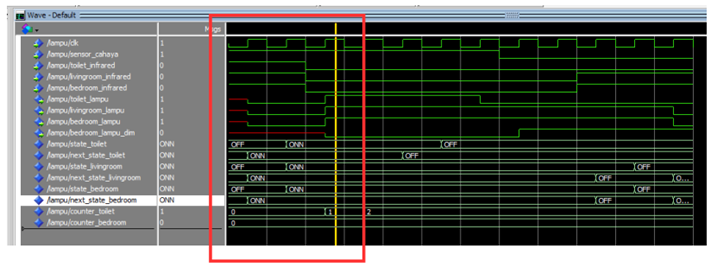 Wave - Default
Msgs
/lampu/clk 1
/lampu/sensor_cahaya 1
/lampu/toilet_infrared 0
/lampu/livingroom_infrared 0
/lampu/bedroom_infrared 0
/lampu/toilet_lampu 1
/lampu/livingroom_lampu 1
/lampu/bedroom_lampu 1
/lampu/bedroom_lampu_dim 0
/lampu/state_toilet ONN OFF ONN OFF
/lampu/next_state_toilet ONN ONN OFF
/lampu/state_livingroom ONN OFF ONN OFF
/lampu/next_state_livingroom ONN ONN OFF O...
/lampu/state_bedroom ONN OFF ONN OFF
/lampu/next_state_bedroom ONN ONN OFF O...
/lampu/counter_toilet 1 0 1 2
/lampu/counter_bedroom 0 0